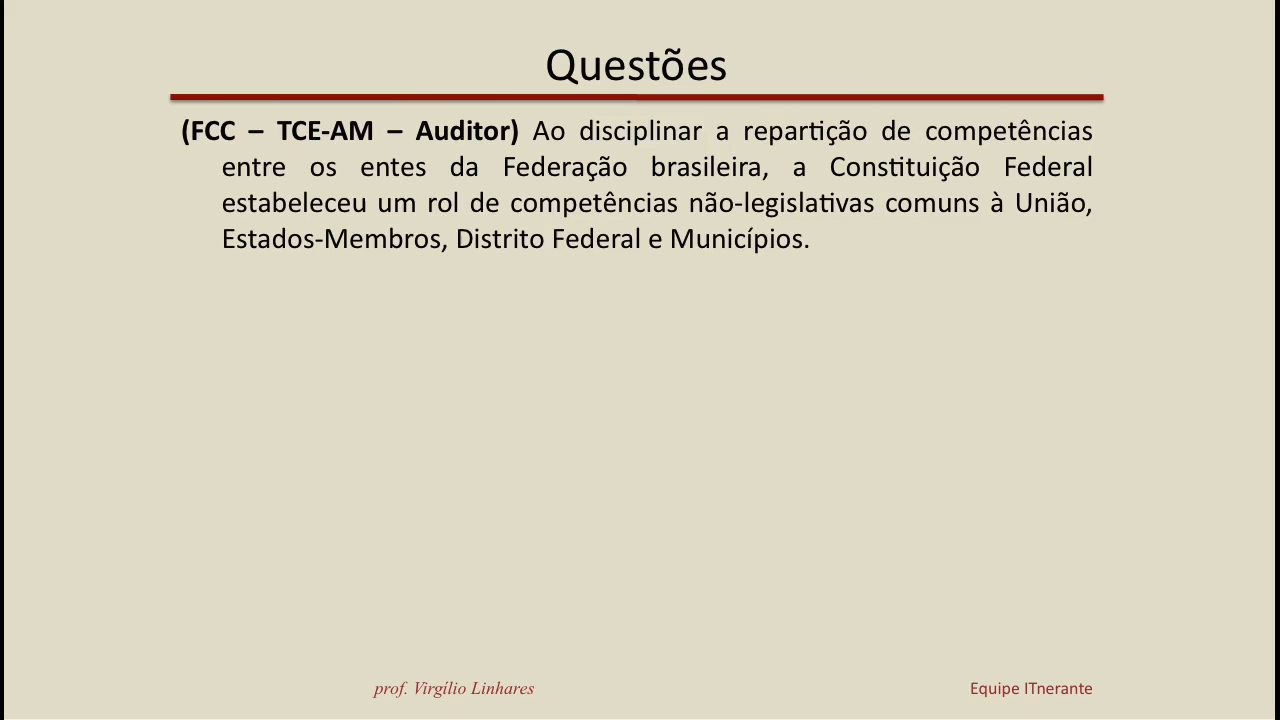 Questões
(FCC – TCE-AM – Auditor) Ao disciplinar a repartição de competências
entre os entes da Federação brasileira, a Constituição Federal
estabeleceu um rol de competências não-legislativas comuns à União,
Estados-Membros, Distrito Federal e Municípios.
prof. Virgílio Linhares
Equipe ITnerante